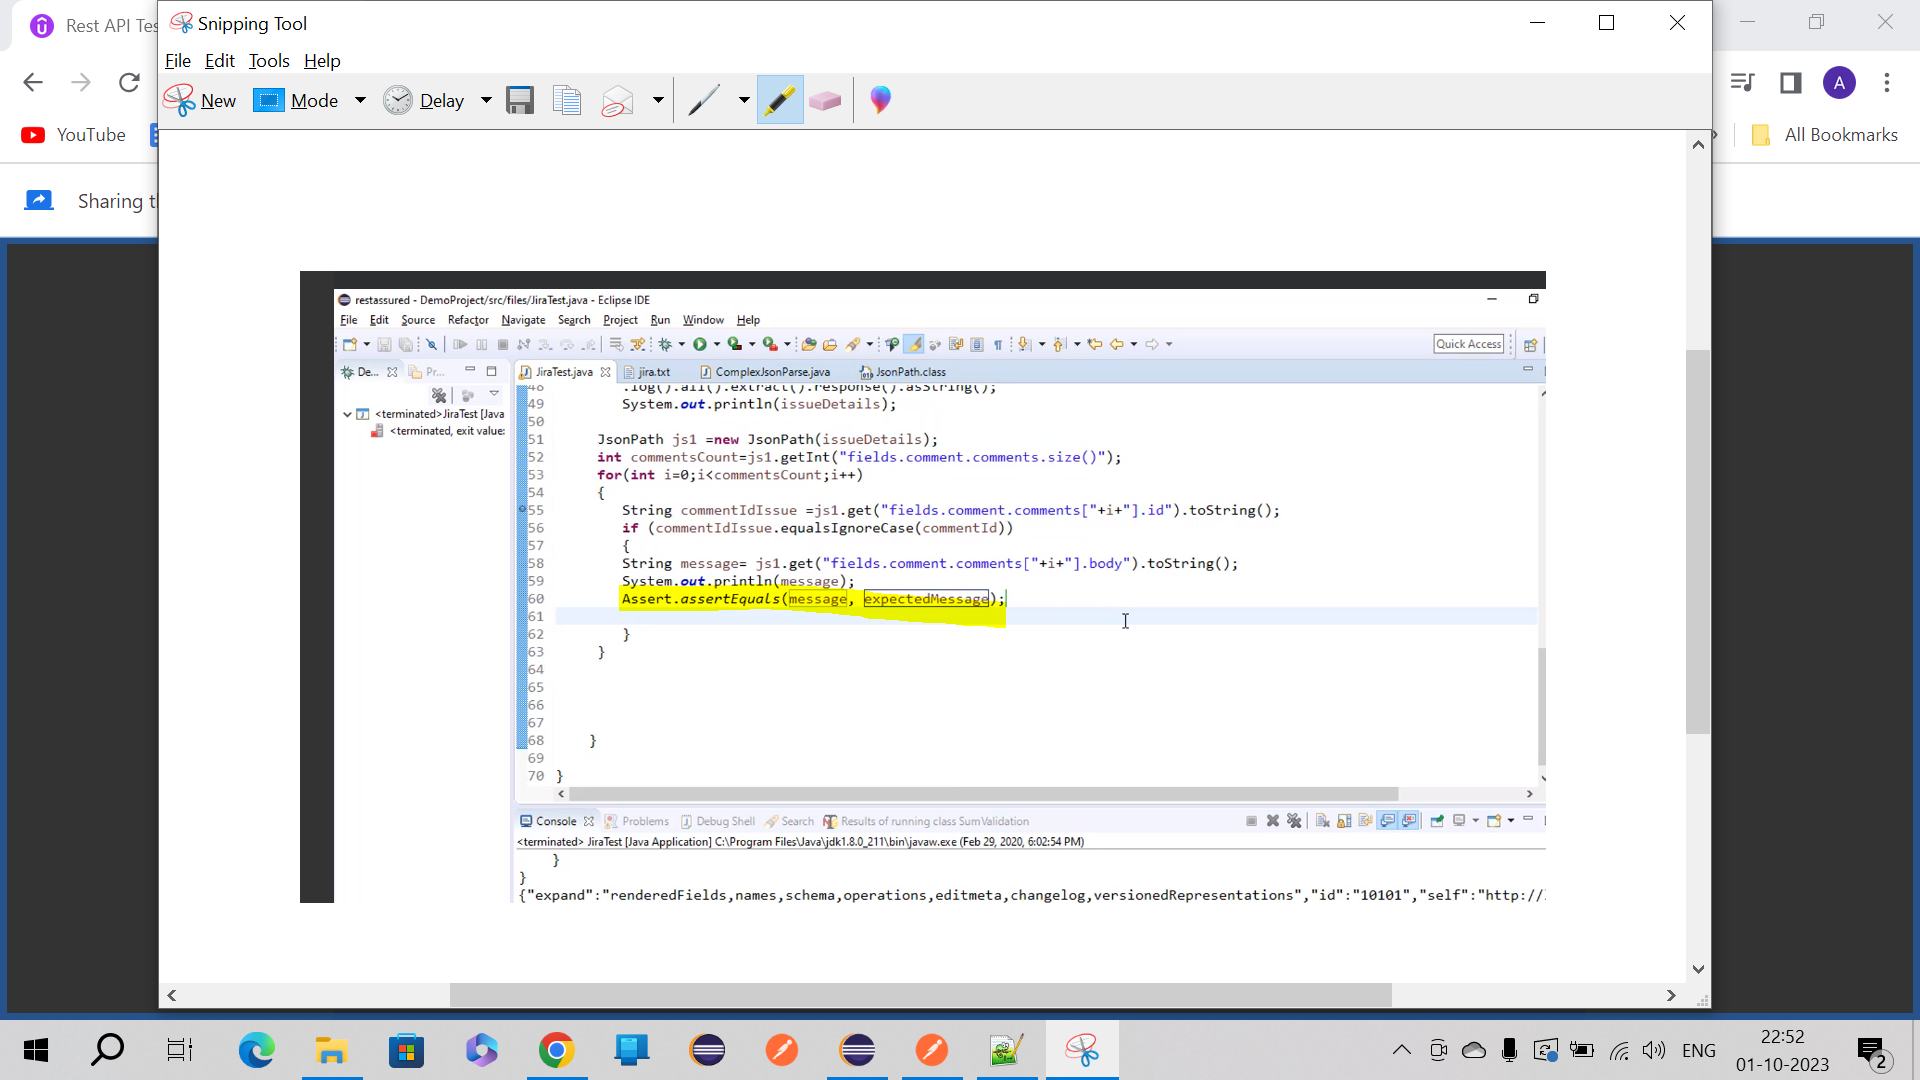 Rest API Tes
Snipping Tool
File Edit Tools Help
New Mode Delay
A
YouTube
All Bookmarks
Sharing t
restassured - DemoProject/src/files/JiraTest.java - Eclipse IDE
File Edit Source Refactor Navigate Search Project Run Window Help
Quick Access
De... Pr...
JiraTest.java jira.txt ComplexJsonParse.java JsonPath.class
<terminated>JiraTest [Java
<terminated, exit value:
48 .log().all().extract().response().asString();
49 System.out.println(issueDetails);
50
51 JsonPath js1 =new JsonPath(issueDetails);
52 int commentsCount=js1.getInt("fields.comment.comments.size()");
53 for(int i=0;i<commentsCount;i++)
54 {
55 String commentIdIssue =js1.get("fields.comment.comments["+i+"].id").toString();
56 if (commentIdIssue.equalsIgnoreCase(commentId))
57 {
58 String message= js1.get("fields.comment.comments["+i+"].body").toString();
59 System.out.println(message);
60 Assert.assertEquals(message, expectedMessage);
61
62 }
63 }
64
65
66
67
68 }
69
70 }
Console Problems Debug Shell Search Results of running class SumValidation
<terminated> JiraTest [Java Application] C:\Program Files\Java\jdk1.8.0_211\bin\javaw.exe (Feb 29, 2020, 6:02:54 PM)
}
}
{"expand":"renderedFields,names,schema,operations,editmeta,changelog,versionedRepresentations","id":"10101","self":"http://
ENG
22:52
01-10-2023
2